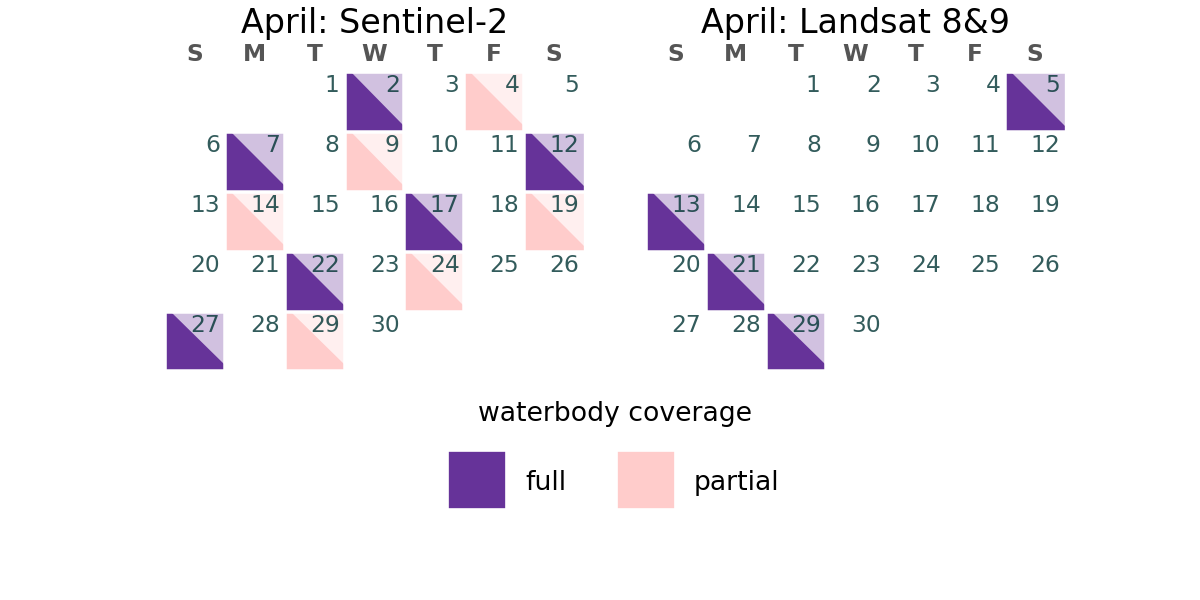 April: Sentinel-2
S M T W T F S
1 2 3 4 5
6 7 8 9 10 11 12
13 14 15 16 17 18 19
20 21 22 23 24 25 26
27 28 29 30
April: Landsat 8&9
S M T W T F S
1 2 3 4 5
6 7 8 9 10 11 12
13 14 15 16 17 18 19
20 21 22 23 24 25 26
27 28 29 30
waterbody coverage
full partial